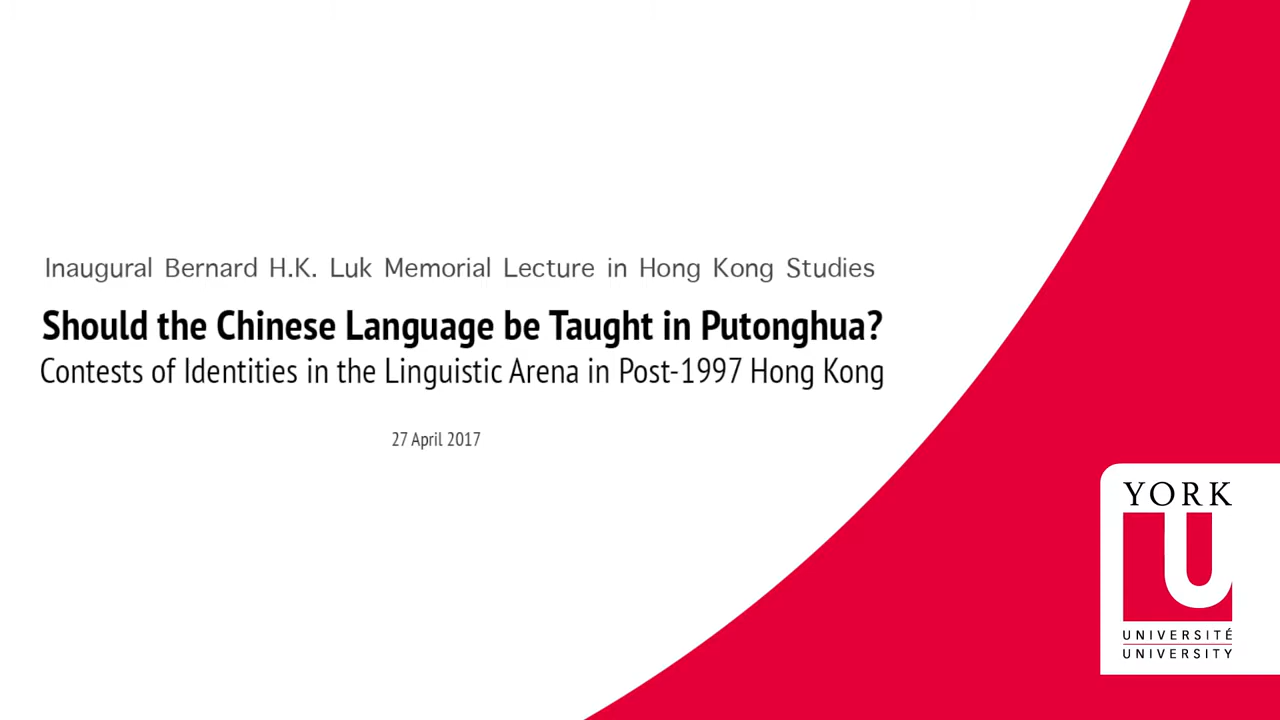 Inaugural Bernard H.K. Luk Memorial Lecture in Hong Kong Studies
Should the Chinese Language be Taught in Putonghua?
Contests of Identities in the Linguistic Arena in Post-1997 Hong Kong
27 April 2017
YORK
U
UNIVERSITÉ
UNIVERSITY